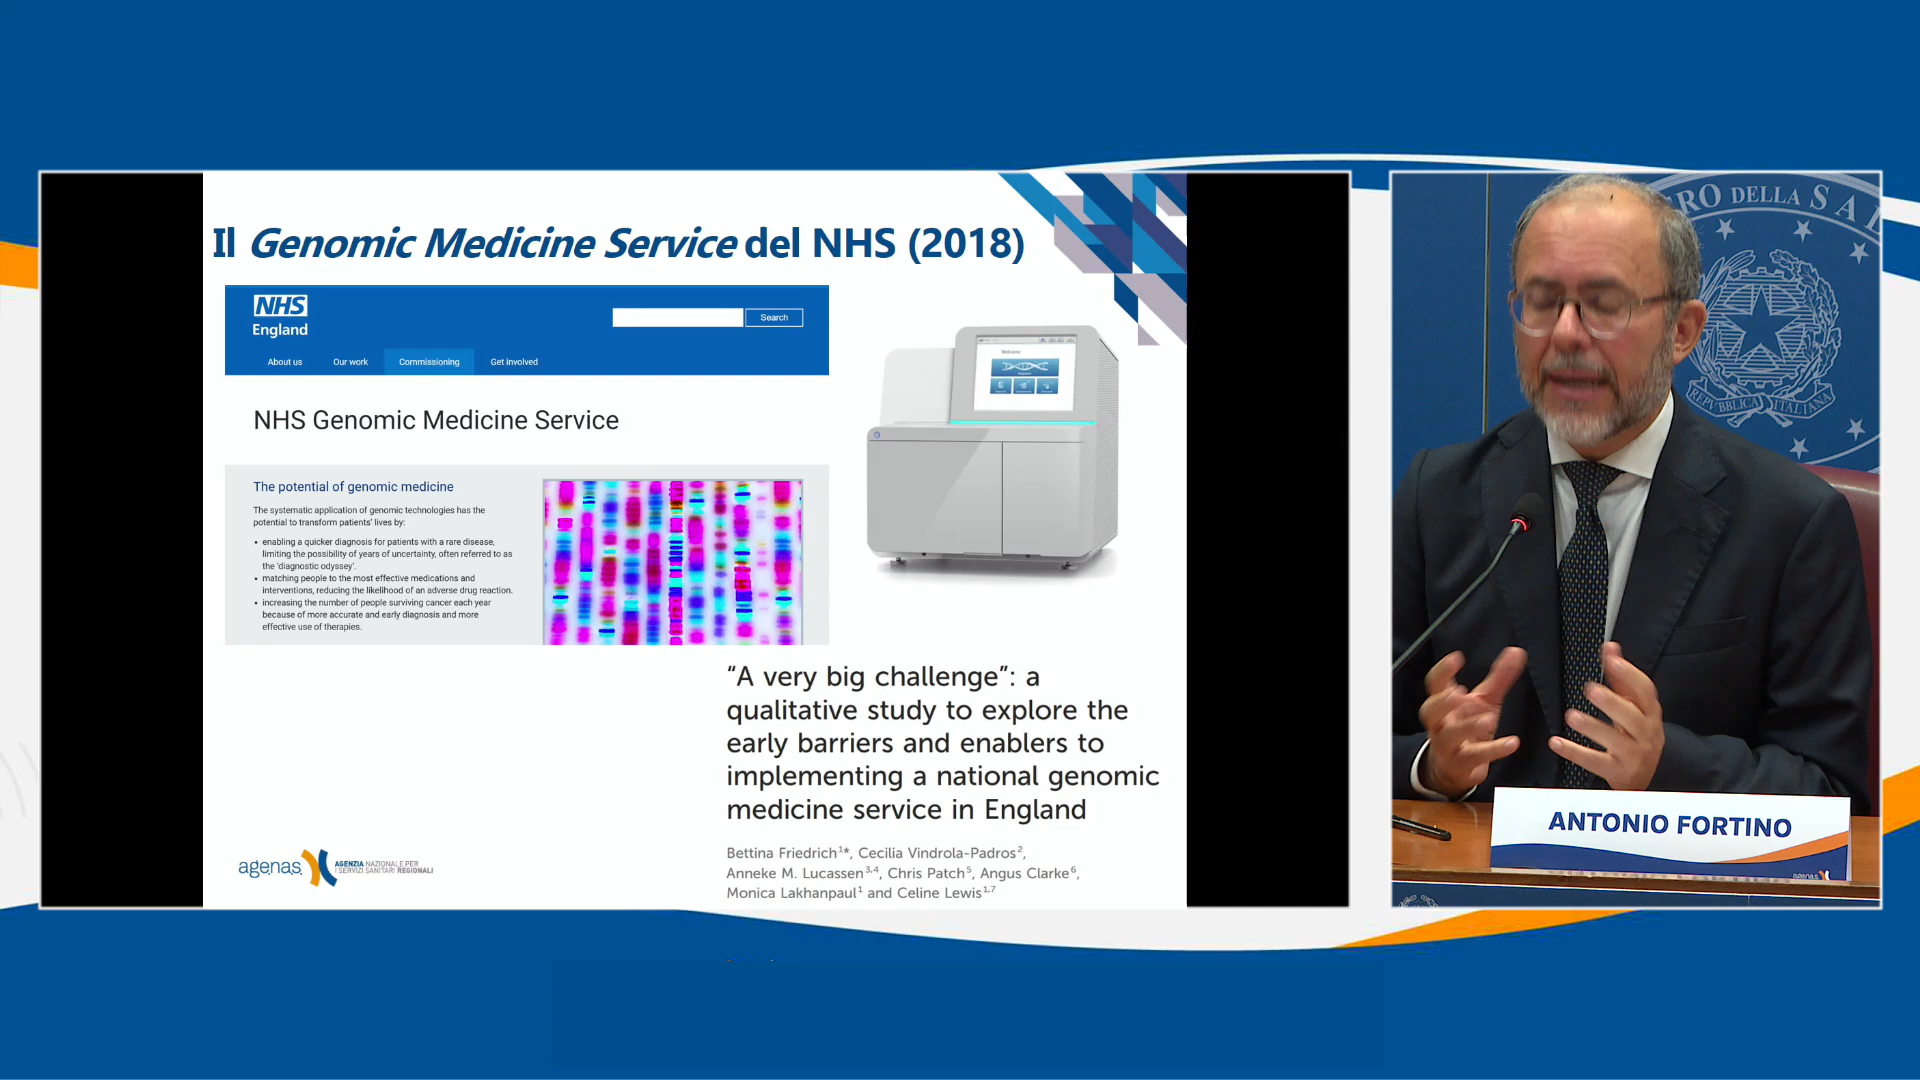 Il Genomic Medicine Service del NHS (2018)
NHS
England
Search
About us
Our work
Commissioning
Get involved
NHS Genomic Medicine Service
The potential of genomic medicine
The systematic application of genomic technologies has the
potential to transform patients' lives by:
• enabling a quicker diagnosis for patients with a rare disease,
limiting the possibility of years of uncertainty, often referred to as
the 'diagnostic odyssey'.
• matching people to the most effective medications and
interventions, reducing the likelihood of an adverse drug reaction.
• increasing the number of people surviving cancer each year
because of more accurate and early diagnosis and more
effective use of therapies.
Welcome
“A very big challenge”: a
qualitative study to explore the
early barriers and enablers to
implementing a national genomic
medicine service in England
Bettina Friedrich1*, Cecilia Vindrola-Padros2,
Anneke M. Lucassen3,4, Chris Patch5, Angus Clarke6,
Monica Lakhanpaul1 and Celine Lewis1,7
agenas.
AGENZIA NAZIONALE PER
I SERVIZI SANITARI REGIONALI
RO DELLA SA
REPVBBLICA ITALIANA
ANTONIO FORTINO
agenas.